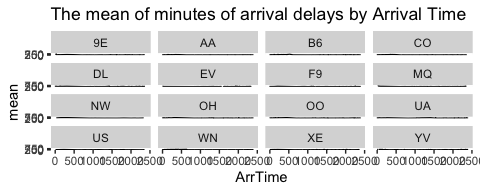 The mean of minutes of arrival delays by Arrival Time
9E AA B6 CO
DL EV F9 MQ
NW OH OO UA
US WN XE YV
mean
0 500 1000 1500 2000 2500 0 500 1000 1500 2000 2500 0 500 1000 1500 2000 2500 0 500 1000 1500 2000 2500
ArrTime